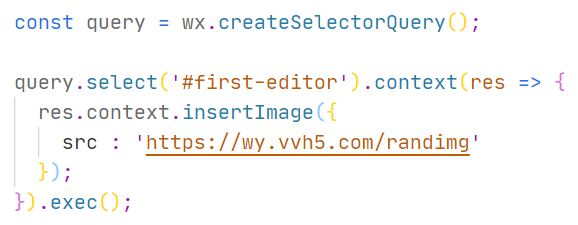 const query = wx.createSelectorQuery();
query.select('#first-editor').context(res => {
res.context.insertImage({
src : 'https://wy.vvh5.com/randimg'
});
}).exec();